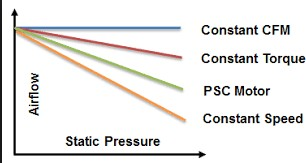 Constant CFM
Constant Torque
PSC Motor
Constant Speed
Airflow
Static Pressure